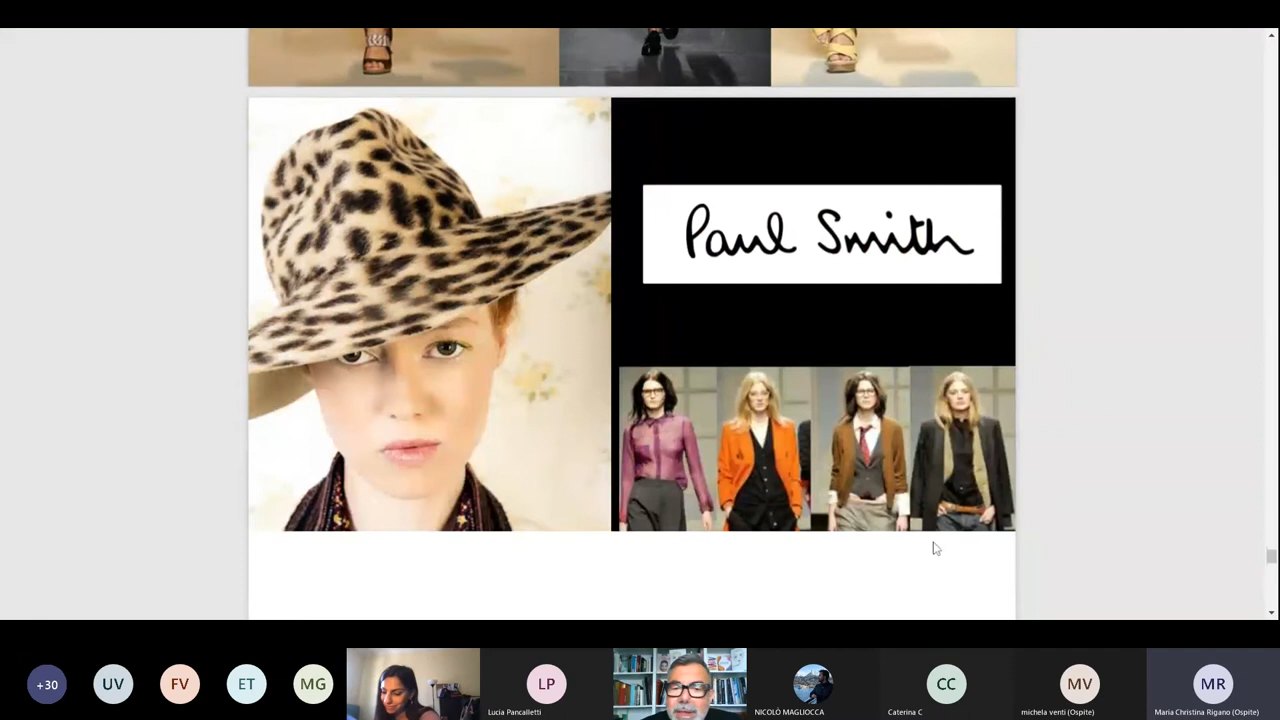 Paul Smith
+30
UV
FV
ET
MG
LP
CC
MV
MR
Lucia Pancalletti
NICOLÒ MAGLIOCCA
Caterina C
michela venti (Ospite)
Maria Christina Rigano (Ospite)